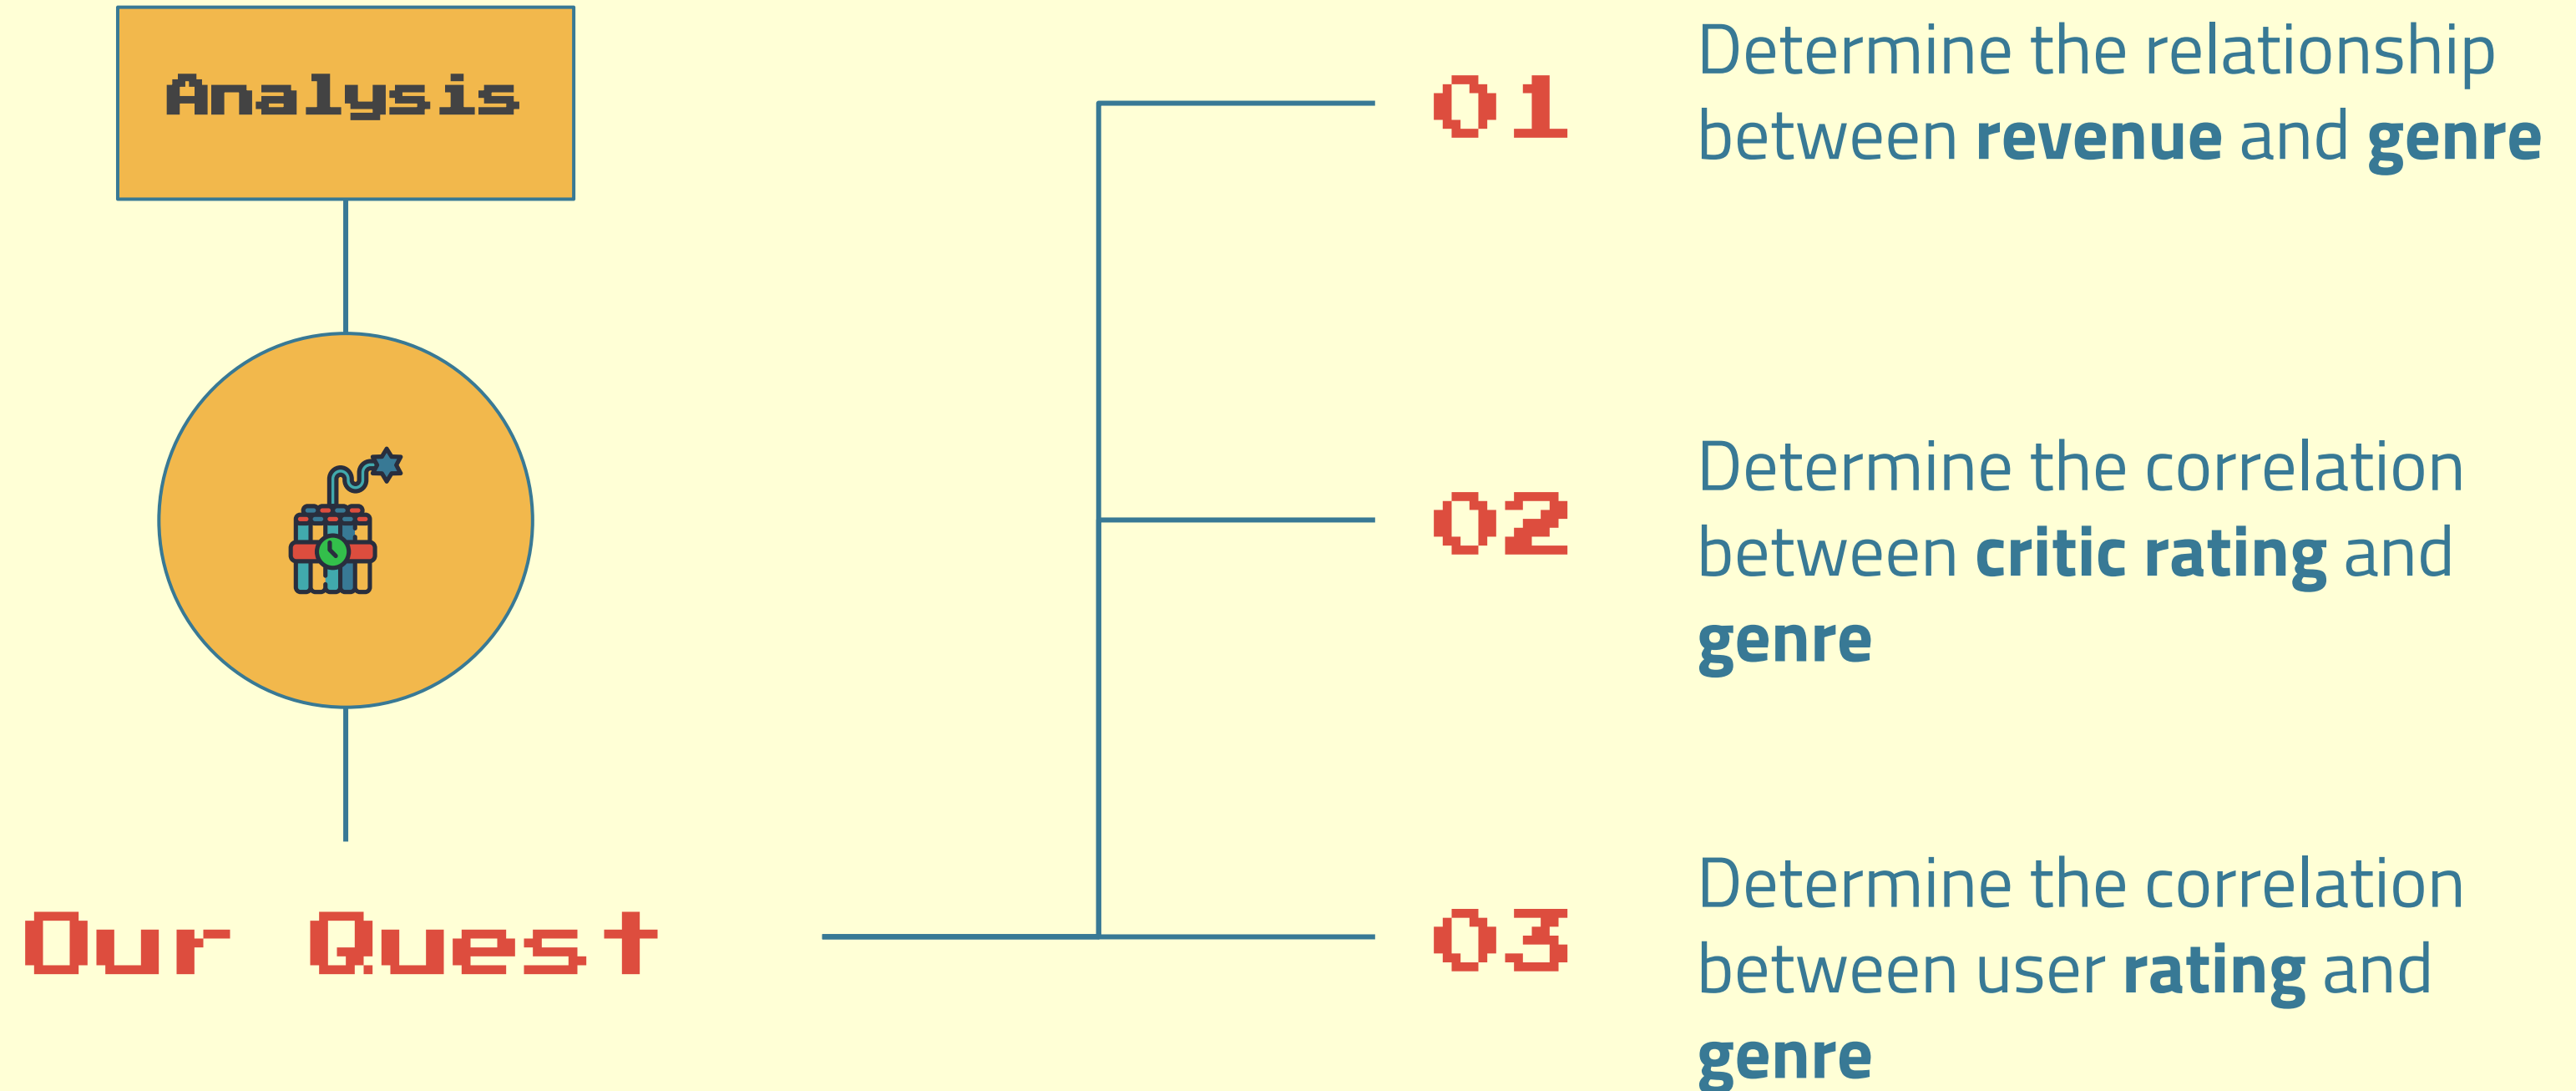 Analysis
Our Quest
01
Determine the relationship
between revenue and genre
02
Determine the correlation
between critic rating and
genre
03
Determine the correlation
between user rating and
genre